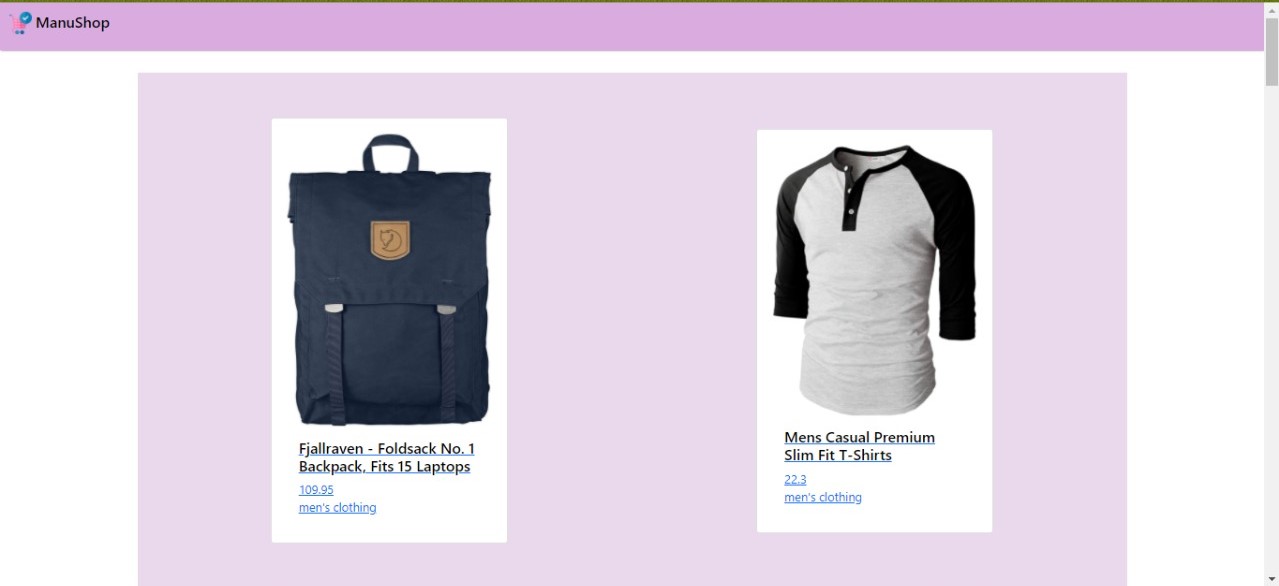 ManuShop
Fjallraven - Foldsack No. 1
Backpack, Fits 15 Laptops
109.95
men's clothing
Mens Casual Premium
Slim Fit T-Shirts
22.3
men's clothing